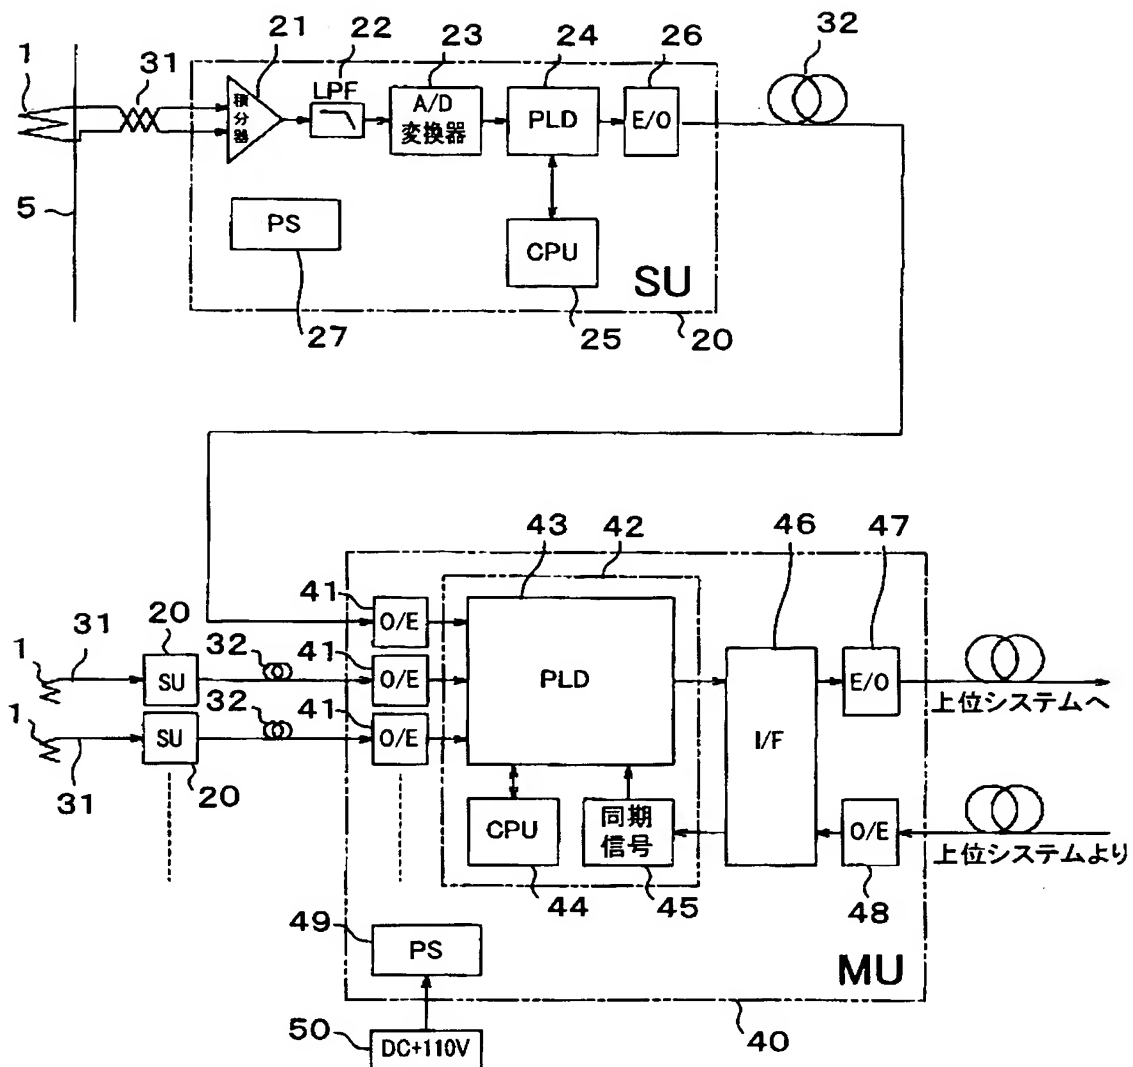 1
31
21
22
23
24
26
32
LPF
積分器
A/D
変換器
PLD
E/O
5
PS
CPU
SU
27
25
20
43
42
46
47
41
O/E
20
1
31
32
41
SU
O/E
PLD
I/F
E/O
上位システムへ
1
32
41
SU
O/E
31
20
CPU
同期
信号
O/E
上位システムより
44
45
48
49
PS
MU
50
DC+110V
40